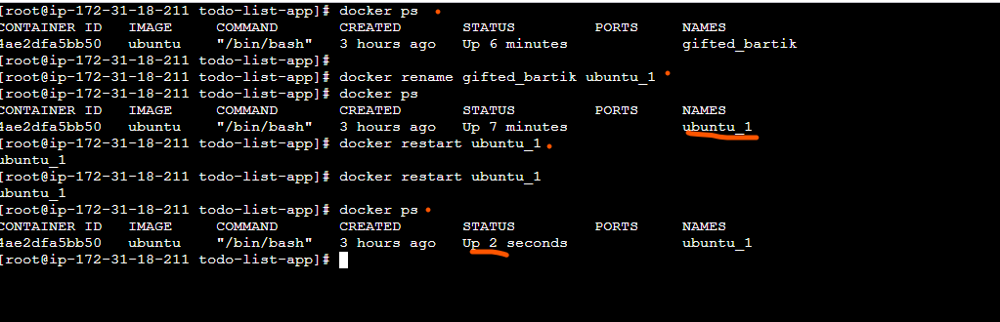 [root@ip-172-31-18-211 todo-list-app]# docker ps
CONTAINER ID   IMAGE     COMMAND       CREATED       STATUS         PORTS     NAMES
4ae2dfa5bb50   ubuntu    "/bin/bash"   3 hours ago   Up 6 minutes             gifted_bartik
[root@ip-172-31-18-211 todo-list-app]#
[root@ip-172-31-18-211 todo-list-app]# docker rename gifted_bartik ubuntu_1
[root@ip-172-31-18-211 todo-list-app]# docker ps
CONTAINER ID   IMAGE     COMMAND       CREATED       STATUS         PORTS     NAMES
4ae2dfa5bb50   ubuntu    "/bin/bash"   3 hours ago   Up 7 minutes             ubuntu_1
[root@ip-172-31-18-211 todo-list-app]# docker restart ubuntu_1
ubuntu_1
[root@ip-172-31-18-211 todo-list-app]# docker restart ubuntu_1
ubuntu_1
[root@ip-172-31-18-211 todo-list-app]# docker ps
CONTAINER ID   IMAGE     COMMAND       CREATED       STATUS         PORTS     NAMES
4ae2dfa5bb50   ubuntu    "/bin/bash"   3 hours ago   Up 2 seconds             ubuntu_1
[root@ip-172-31-18-211 todo-list-app]#